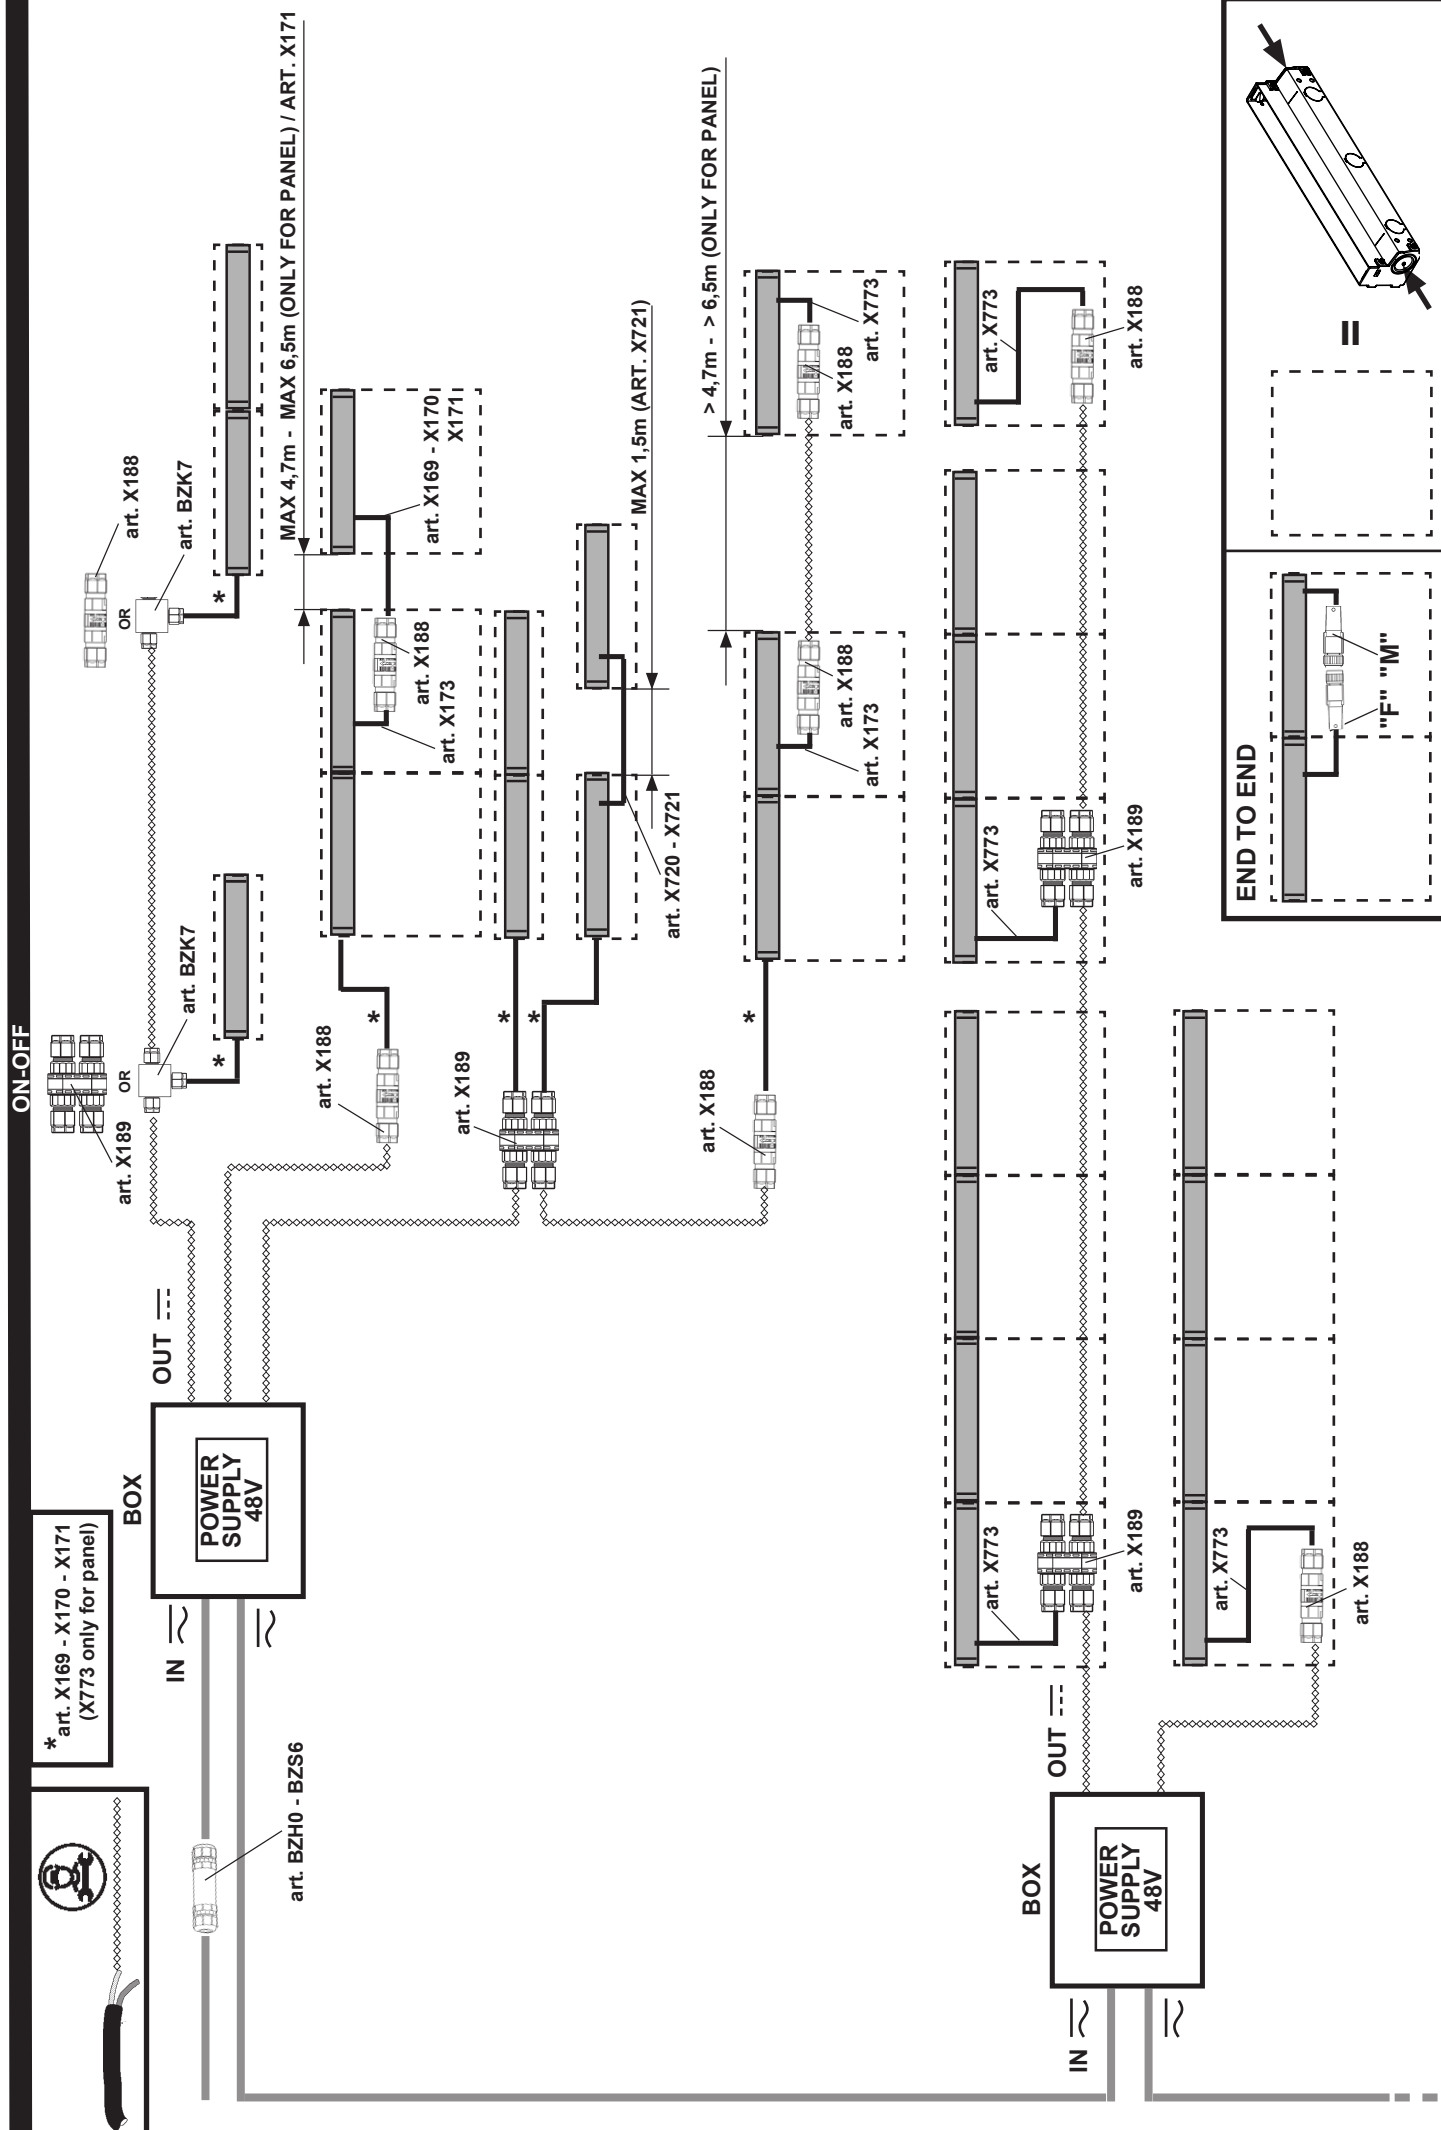 ON-OFF
* art. X169 - X170 - X171
(X773 only for panel)
art. BZH0 - BZS6
IN
BOX
POWER
SUPPLY
48V
OUT
art. X189
OR
art. BZK7
*
art. X188
OR
art. BZK7
*
MAX 4,7m - MAX 6,5m (ONLY FOR PANEL) / ART. X171
art. X188
*
art. X173
art. X188
art. X169 - X170
X171
art. X189
*
*
art. X720 - X721
MAX 1,5m (ART. X721)
art. X188
*
art. X173
art. X188
> 4,7m - > 6,5m (ONLY FOR PANEL)
art. X188
art. X773
IN
BOX
POWER
SUPPLY
48V
OUT
art. X773
art. X189
art. X773
art. X189
art. X773
art. X188
art. X773
art. X188
END TO END
"F" "M"
=